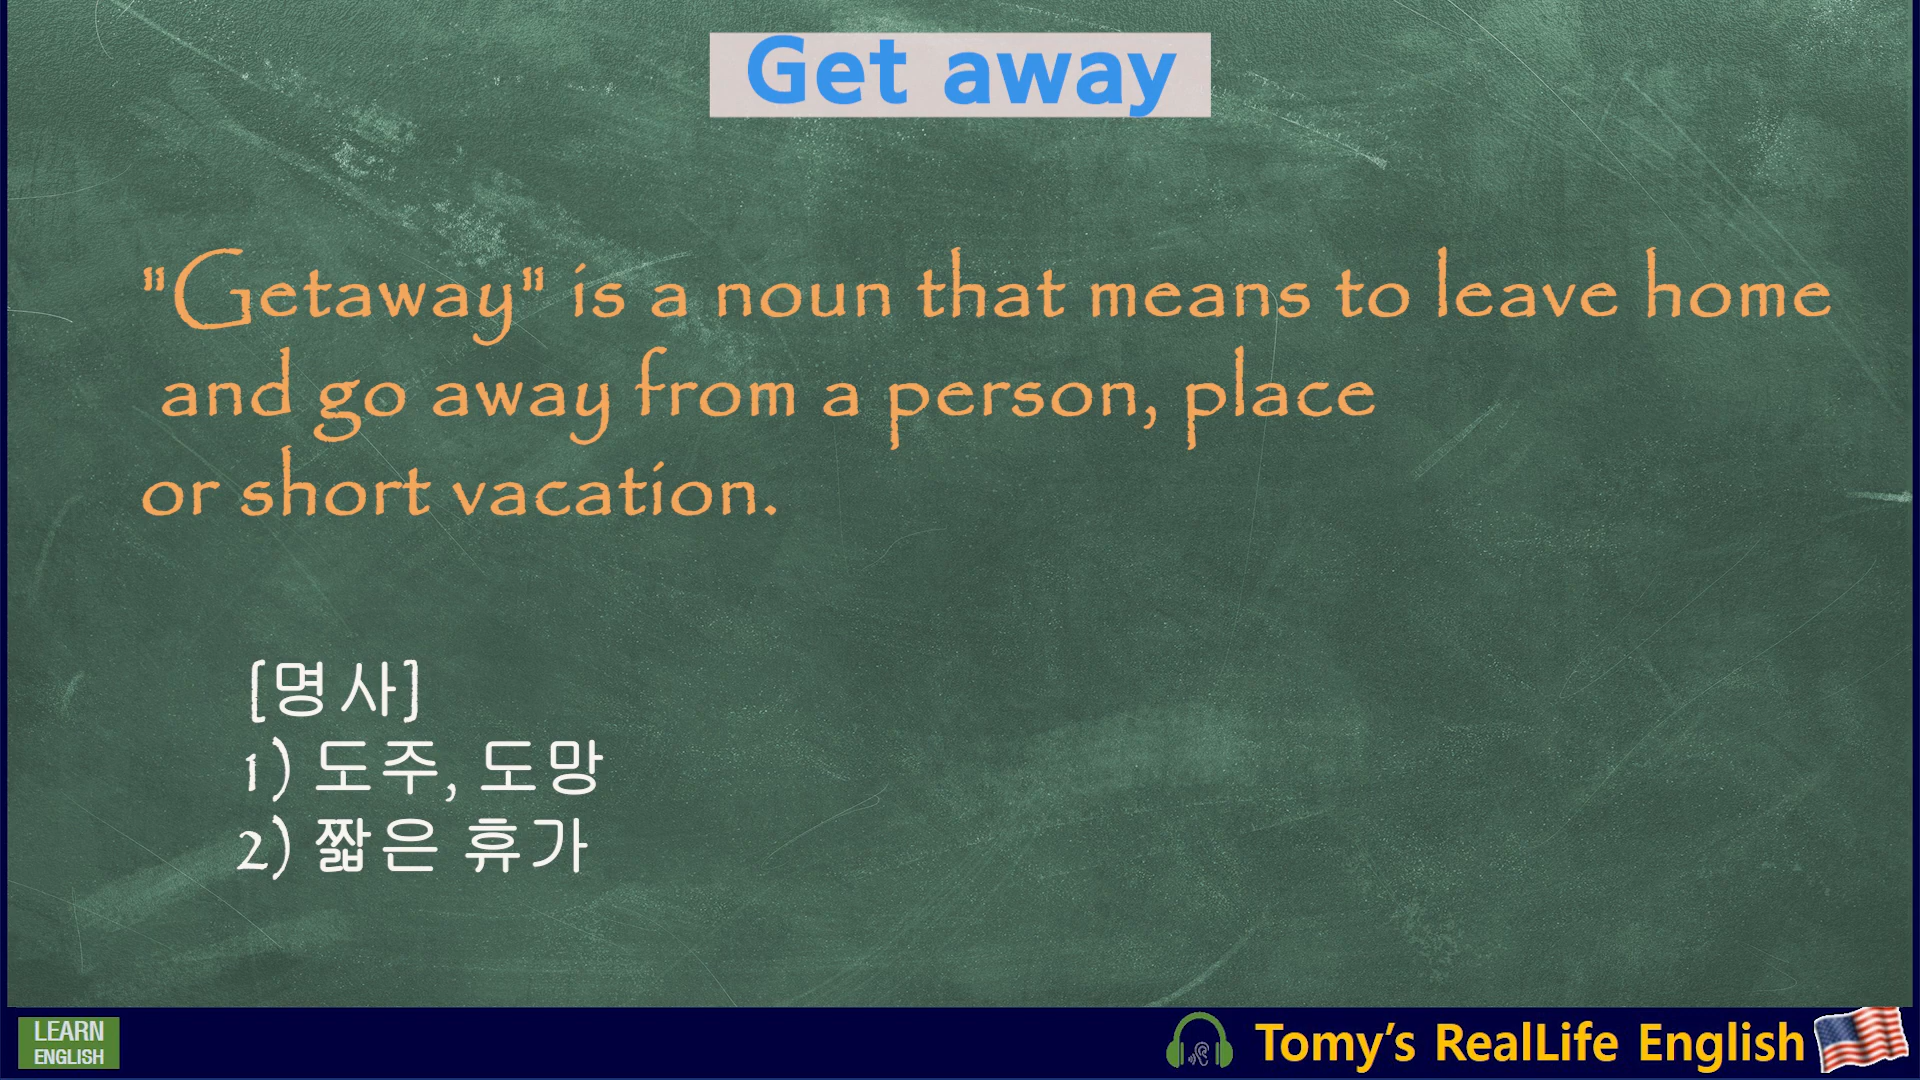 Get away
"Getaway" is a noun that means to leave home
and go away from a person, place
or short vacation.
[명사]
1) 도주, 도망
2) 짧은 휴가
LEARN
ENGLISH
Tomy's RealLife English